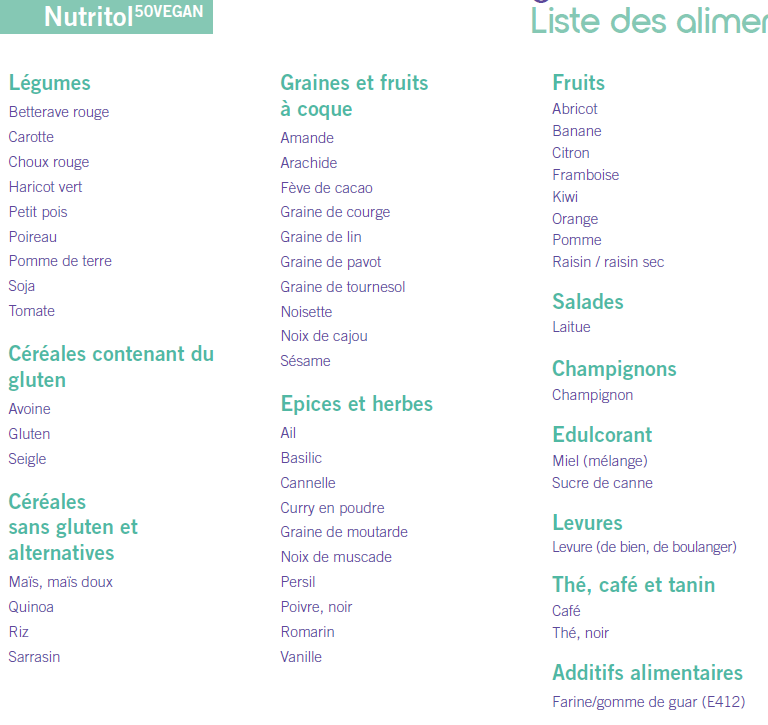 Nutritol50VEGAN
Liste des alimen
Légumes
Betterave rouge
Carotte
Choux rouge
Haricot vert
Petit pois
Poireau
Pomme de terre
Soja
Tomate
Céréales contenant du
gluten
Avoine
Gluten
Seigle
Céréales
sans gluten et
alternatives
Maïs, maïs doux
Quinoa
Riz
Sarrasin
Graines et fruits
à coque
Amande
Arachide
Fève de cacao
Graine de courge
Graine de lin
Graine de pavot
Graine de tournesol
Noisette
Noix de cajou
Sésame
Epices et herbes
Ail
Basilic
Cannelle
Curry en poudre
Graine de moutarde
Noix de muscade
Persil
Poivre, noir
Romarin
Vanille
Fruits
Abricot
Banane
Citron
Framboise
Kiwi
Orange
Pomme
Raisin / raisin sec
Salades
Laitue
Champignons
Champignon
Edulcorant
Miel (mélange)
Sucre de canne
Levures
Levure (de bien, de boulanger)
Thé, café et tanin
Café
Thé, noir
Additifs alimentaires
Farine/gomme de guar (E412)